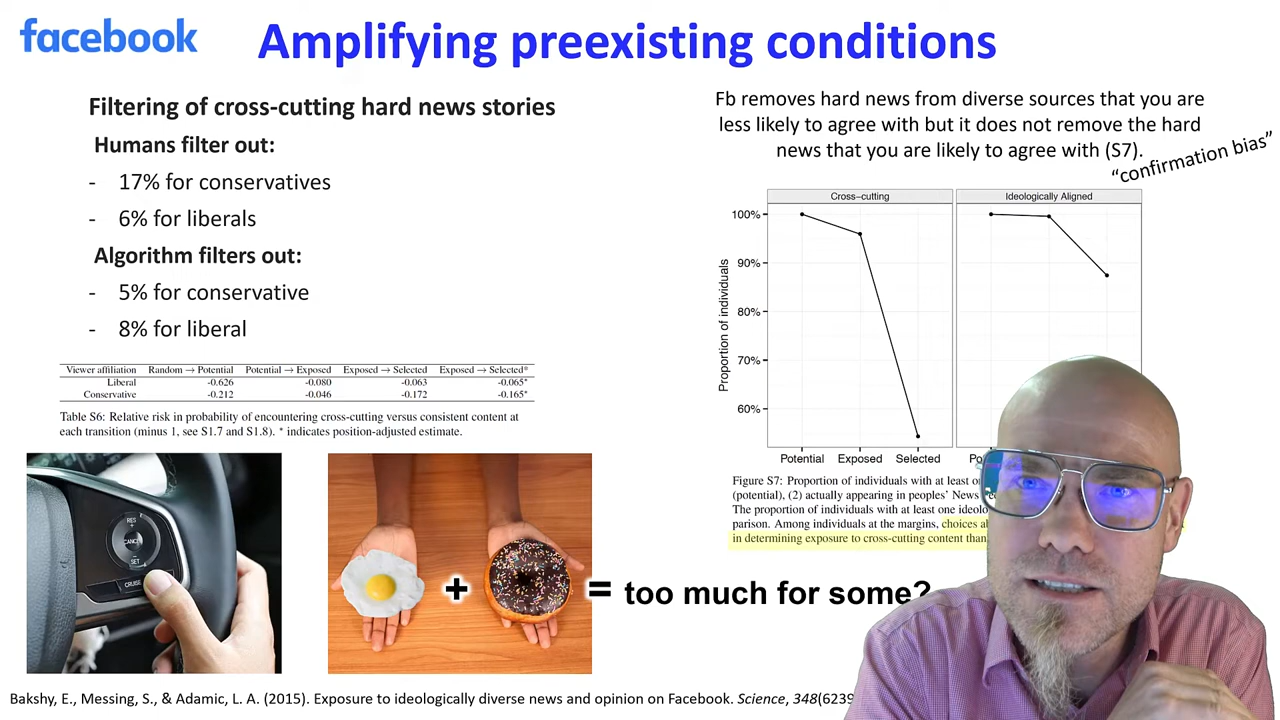 facebook
Amplifying preexisting conditions
Filtering of cross-cutting hard news stories
Humans filter out:
- 17% for conservatives
- 6% for liberals
Algorithm filters out:
- 5% for conservative
- 8% for liberal
Viewer affiliation Random → Potential Potential → Exposed Exposed → Selected Exposed → Selected*
Liberal -0.626 -0.080 -0.063 -0.065*
Conservative -0.212 -0.046 -0.172 -0.165*
Table S6: Relative risk in probability of encountering cross-cutting versus consistent content at
each transition (minus 1, see S1.7 and S1.8). * indicates position-adjusted estimate.
RES
+
CANCEL
-
SET
CRUISE
+
= too much for some?
Fb removes hard news from diverse sources that you are
less likely to agree with but it does not remove the hard
news that you are likely to agree with (S7).
“confirmation bias”
Cross−cutting Ideologically Aligned
100%
90%
80%
70%
60%
Proportion of individuals
Potential Exposed Selected
Figure S7: Proportion of individuals with at least
(potential), (2) actually appearing in peoples’ News
The proportion of individuals with at least one
parison. Among individuals at the margins, choices
in determining exposure to cross-cutting content than
Bakshy, E., Messing, S., & Adamic, L. A. (2015). Exposure to ideologically diverse news and opinion on Facebook. Science, 348(6239